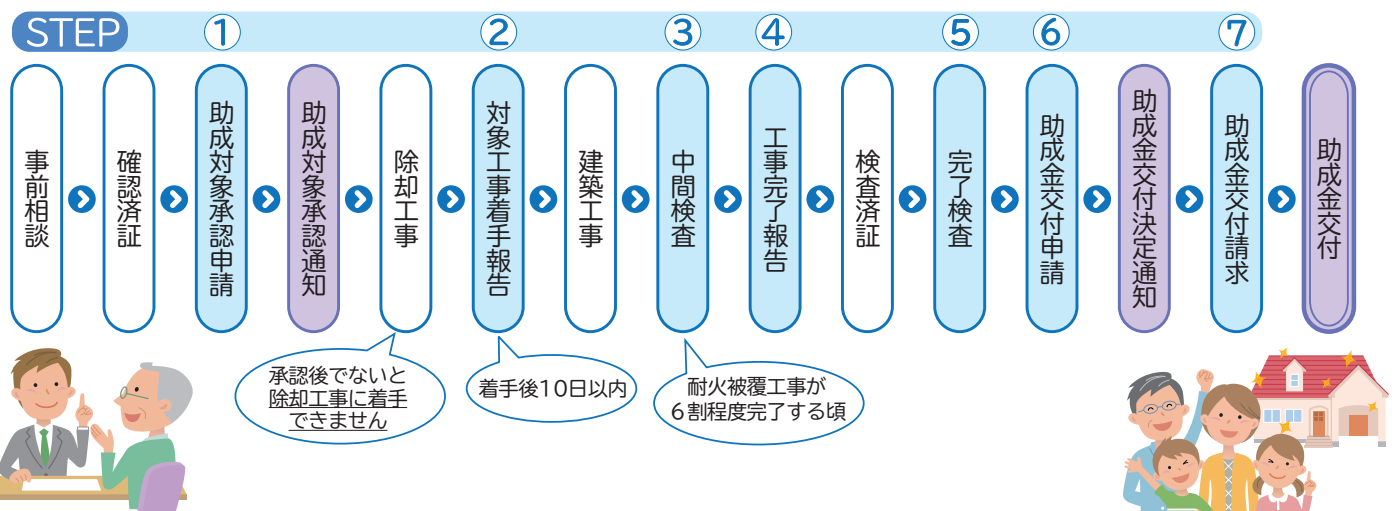 STEP
① ② ③ ④ ⑤ ⑥ ⑦
事前相談
確認済証
助成対象承認申請
助成対象承認通知
除却工事
対象工事着手報告
建築工事
中間検査
工事完了報告
検査済証
完了検査
助成金交付申請
助成金交付決定通知
助成金交付請求
助成金交付
承認後でないと
除却工事に着手
できません
着手後10日以内
耐火被覆工事が
6割程度完了する頃